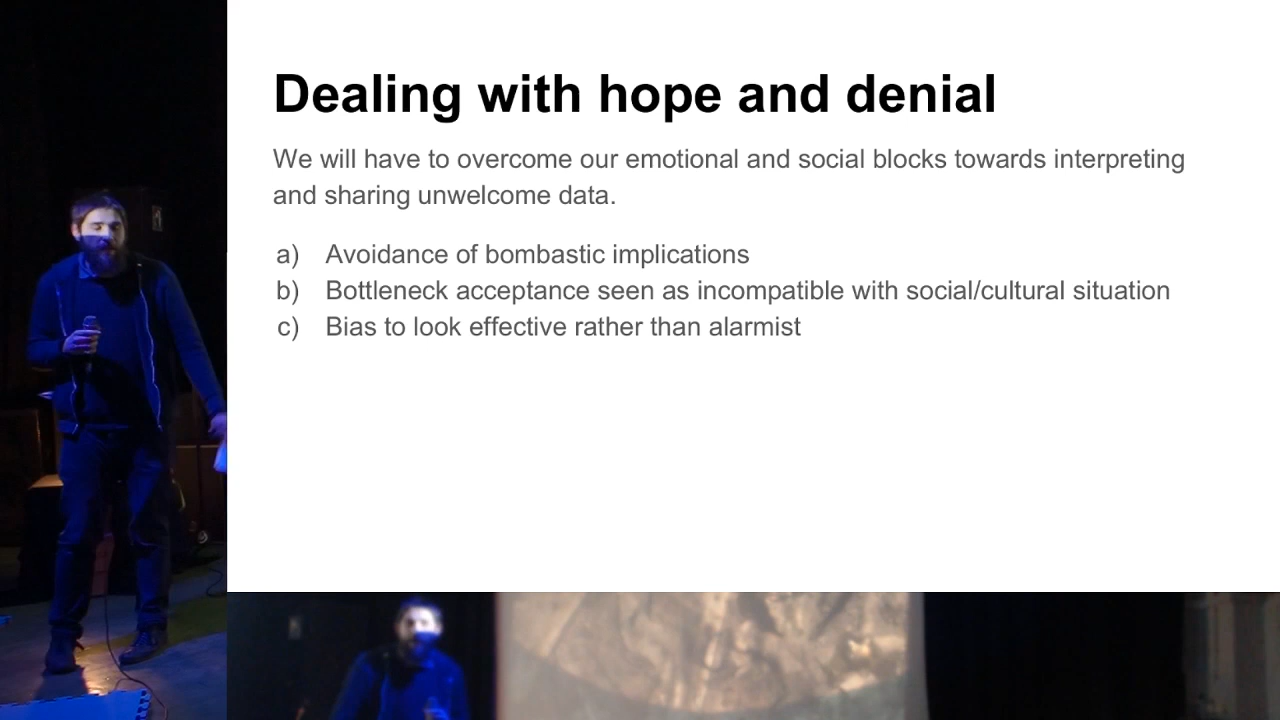 Dealing with hope and denial
We will have to overcome our emotional and social blocks towards interpreting
and sharing unwelcome data.
a) Avoidance of bombastic implications
b) Bottleneck acceptance seen as incompatible with social/cultural situation
c) Bias to look effective rather than alarmist